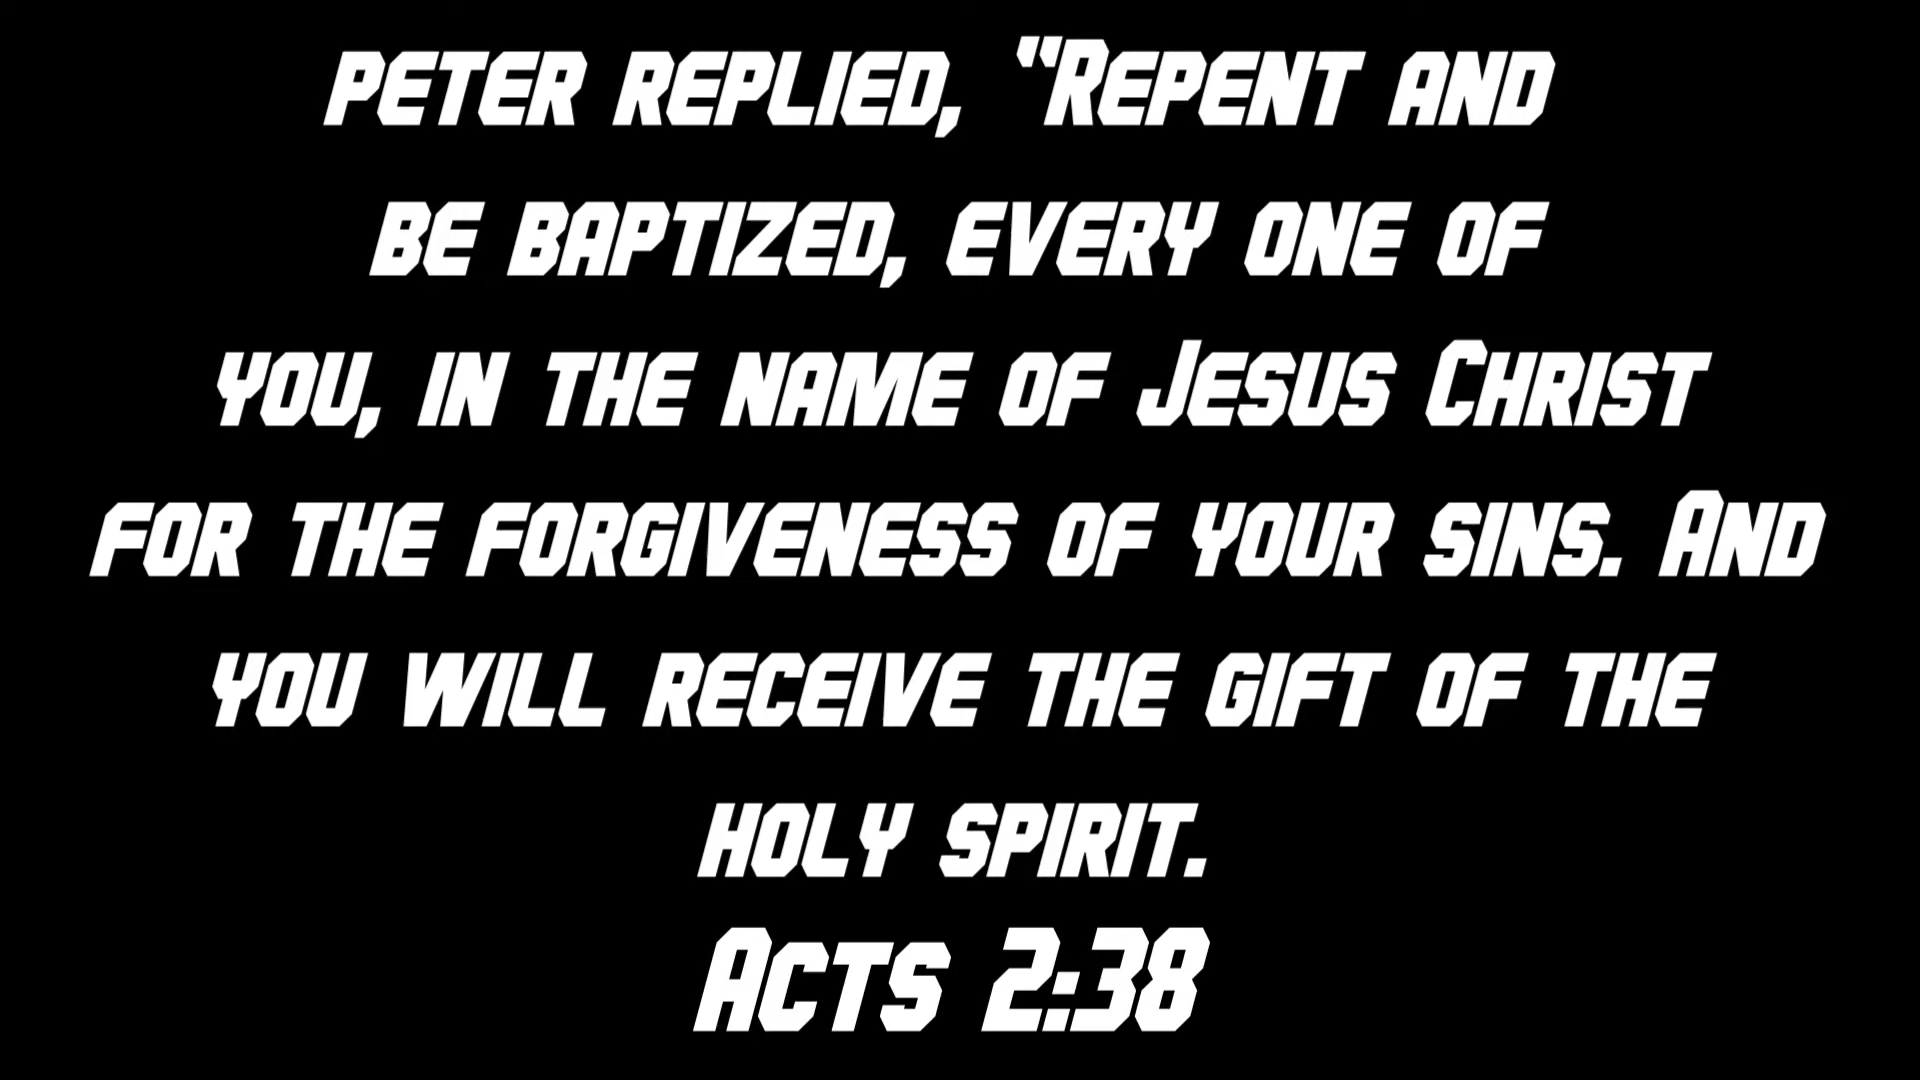 Peter replied, “Repent and
be baptized, every one of
you, in the name of Jesus Christ
for the forgiveness of your sins. And
you will receive the gift of the
holy spirit.
Acts 2:38